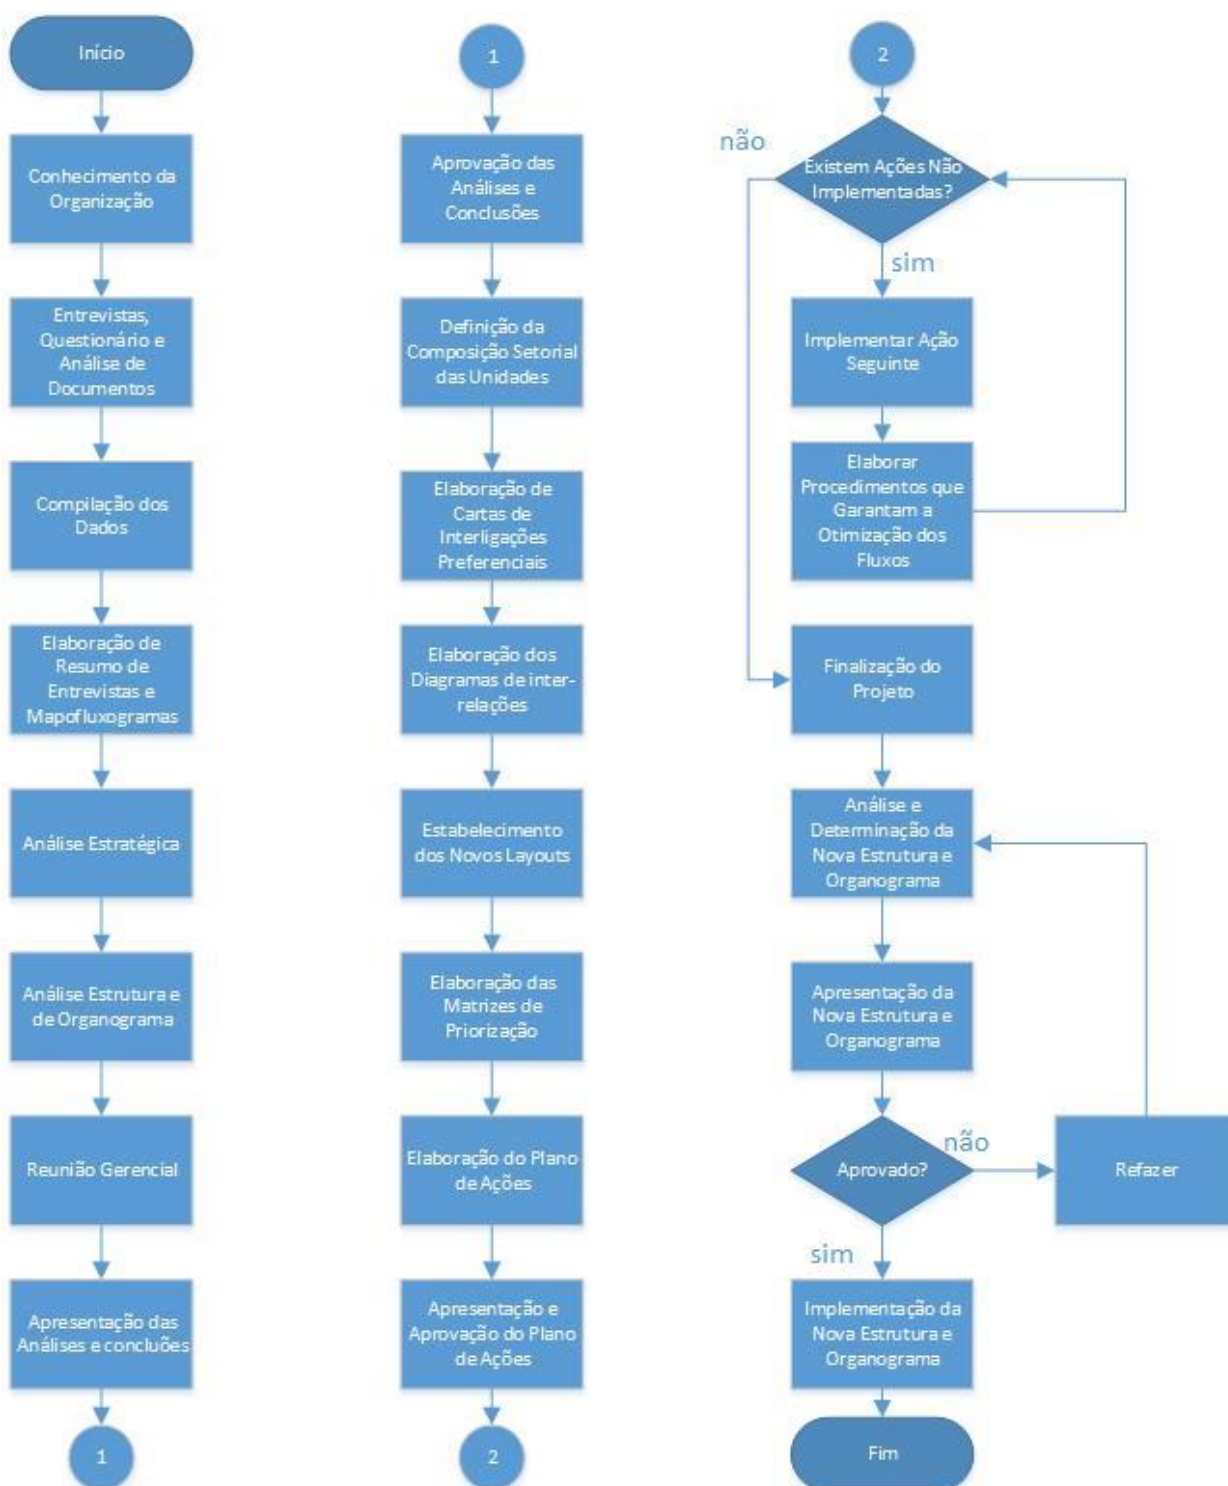 Início
Conhecimento da
Organização
Entrevistas,
Questionário e
Análise de
Documentos
Compilação dos
Dados
Elaboração de
Resumo de
Entrevistas e
Mapofluxogramas
Análise Estratégica
Análise Estrutura e
de Organograma
Reunião Gerencial
Apresentação das
Análises e concluões
1
1
Aprovação das
Análises e
Conclusões
Definição da
Composição Setorial
das Unidades
Elaboração de
Cartas de
Interligações
Preferenciais
Elaboração dos
Diagramas de inter-
relações
Estabelecimento
dos Novos Layouts
Elaboração das
Matrizes de
Priorização
Elaboração do Plano
de Ações
Apresentação e
Aprovação do Plano
de Ações
2
2
não
Existem Ações Não
Implementadas?
sim
Implementar Ação
Seguinte
Elaborar
Procedimentos que
Garantam a
Otimização dos
Fluxos
Finalização do
Projeto
Análise e
Determinação da
Nova Estrutura e
Organograma
Apresentação da
Nova Estrutura e
Organograma
Aprovado?
não
Refazer
sim
Implementação da
Nova Estrutura e
Organograma
Fim